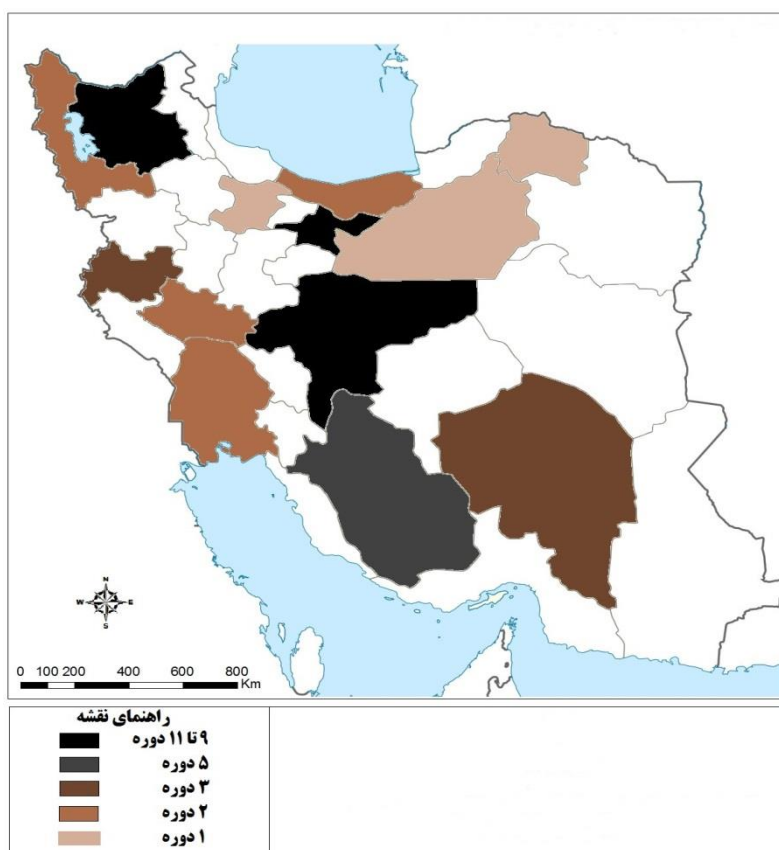 N
W E
S
0 100 200 400 600 800
Km
راهنمای نقشه
۹ تا ۱۱ دوره
۵ دوره
۳ دوره
۲ دوره
۱ دوره